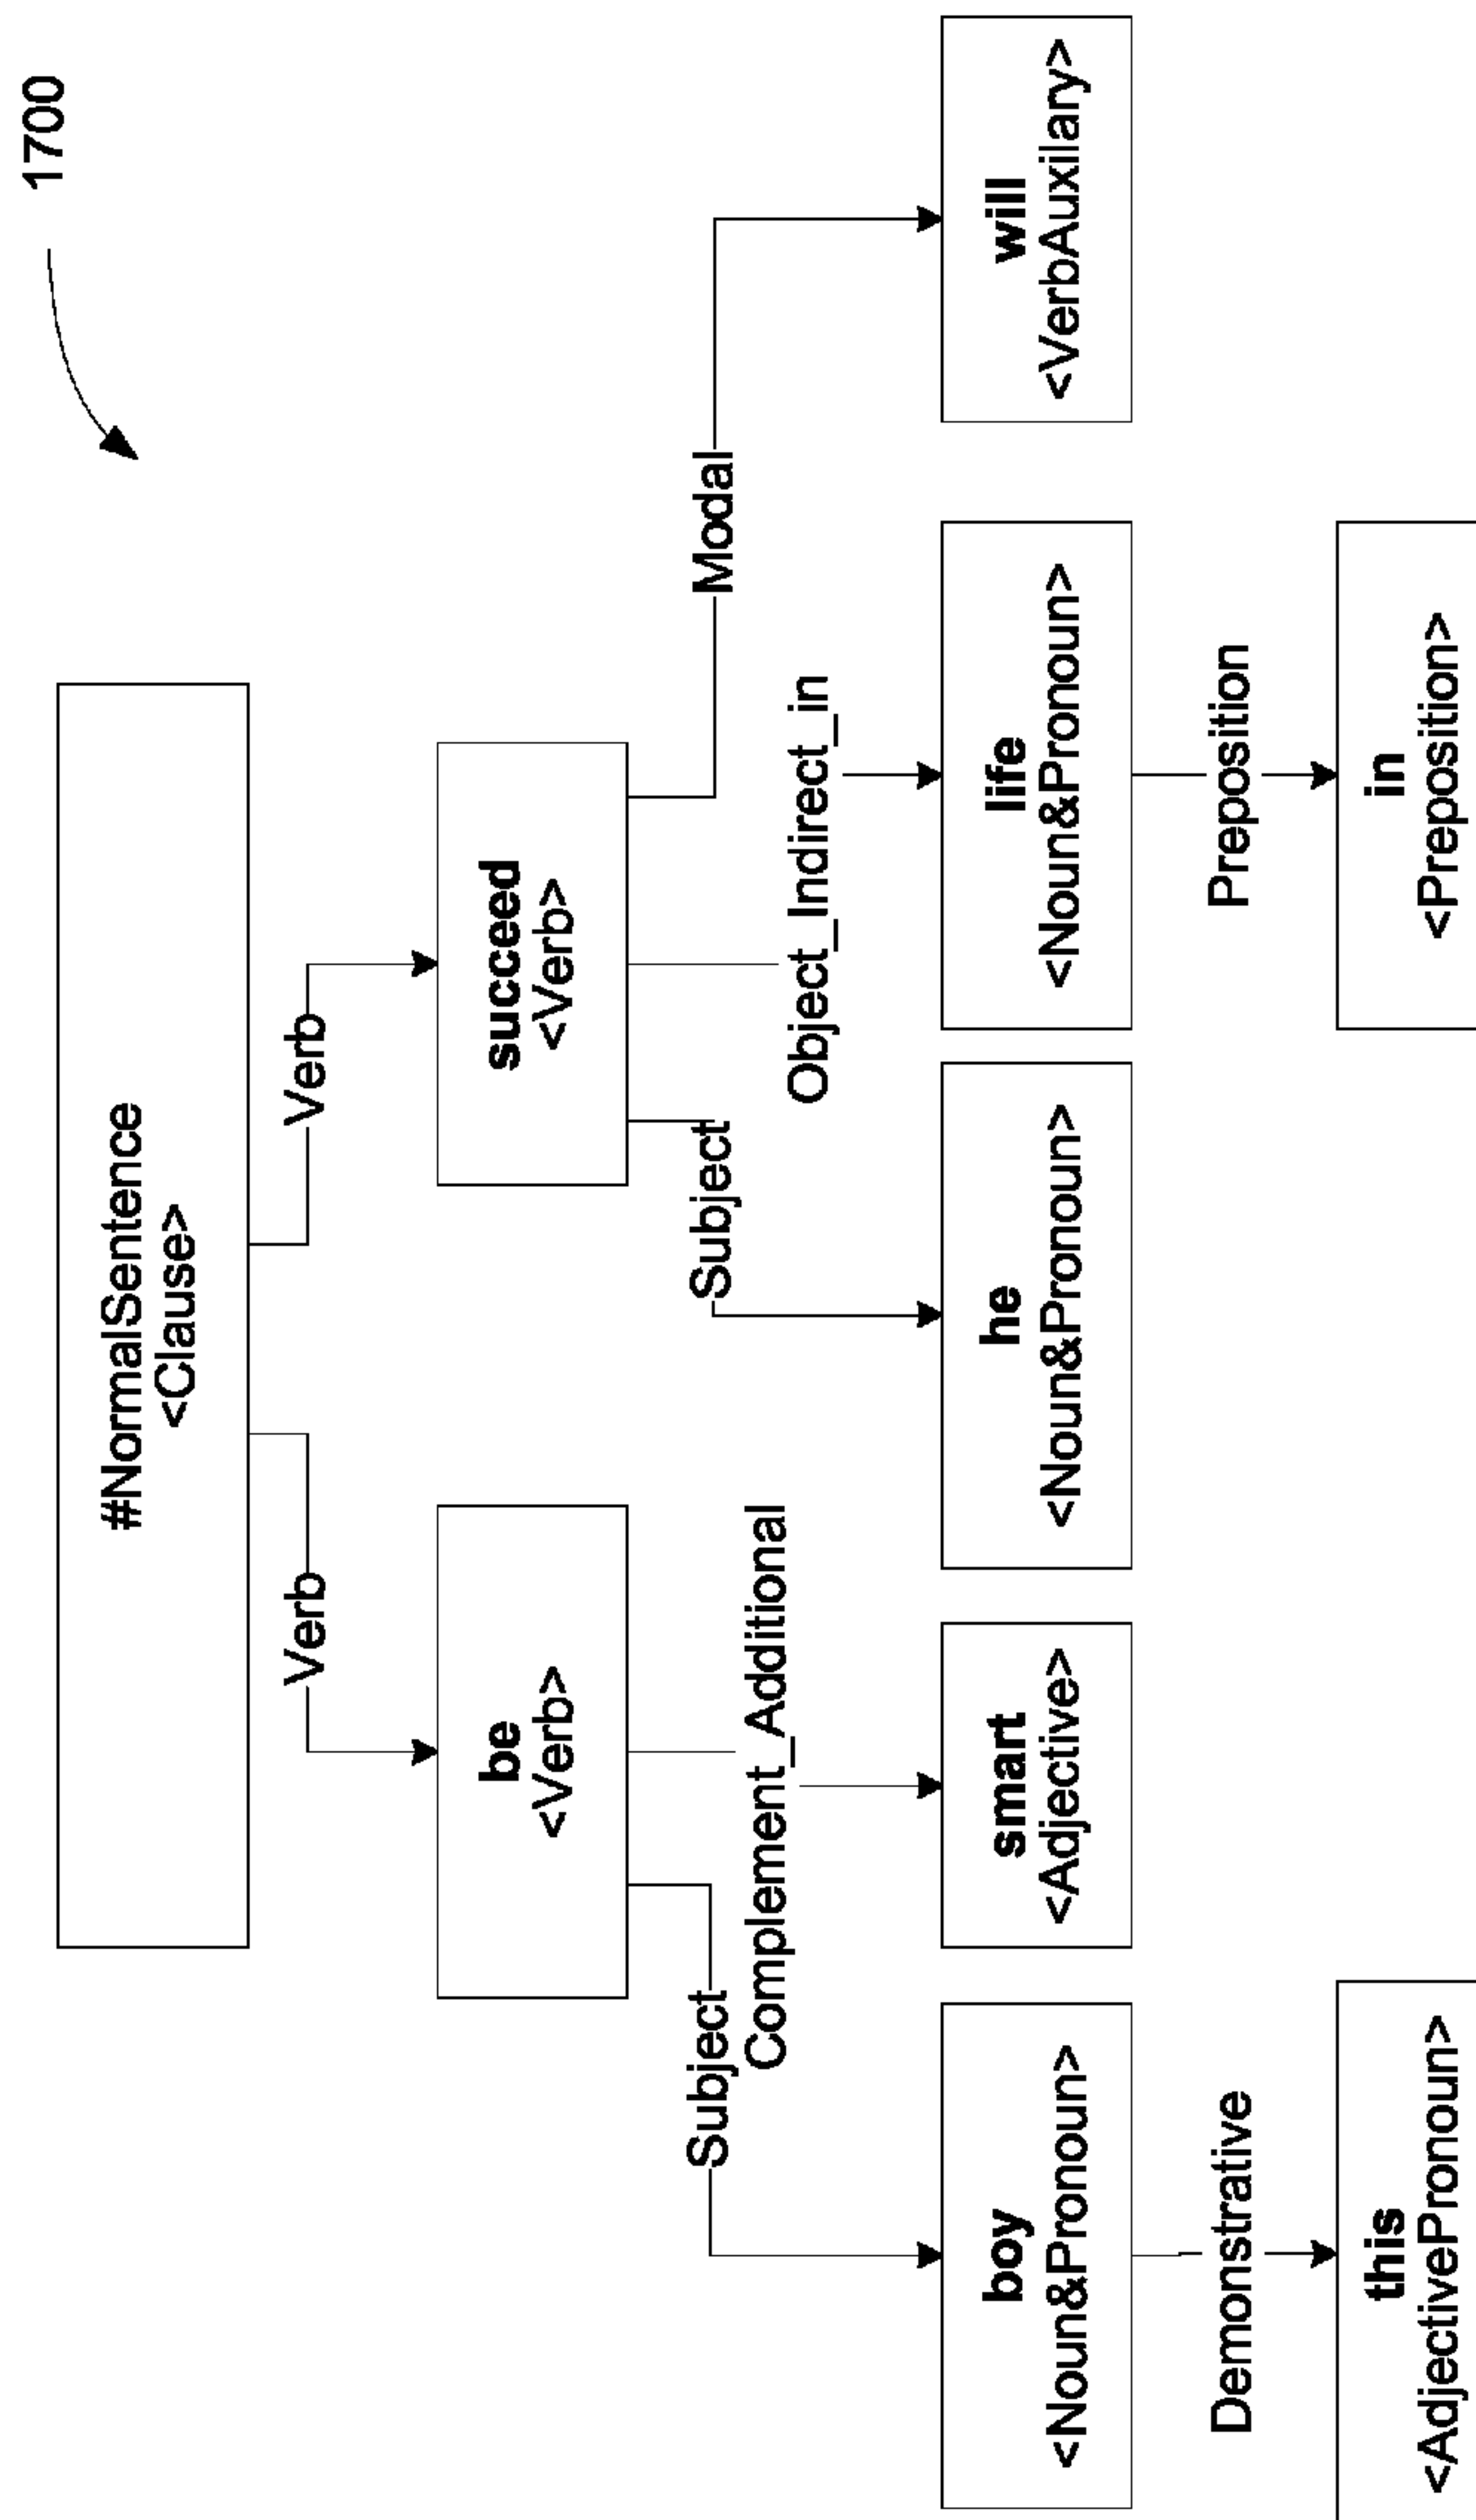 1700
#NormalSentence
<Clause>
Verb
Verb
be
<Verb>
succeed
<Verb>
Subject
Complement_Additional
Subject
Object_Indirect_in
Modal
boy
<Noun&Pronoun>
smart
<Adjective>
he
<Noun&Pronoun>
life
<Noun&Pronoun>
will
<VerbAuxilary>
Demonstrative
Preposition
this
<AdjectivePronoun>
in
<Preposition>